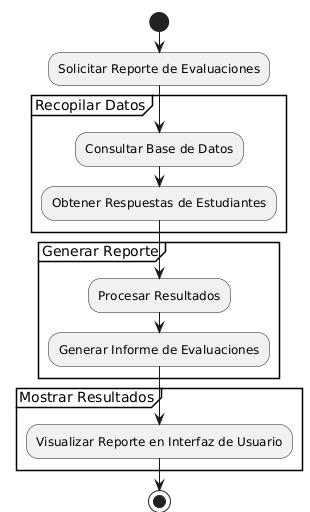 Solicitar Reporte de Evaluaciones
Recopilar Datos
Consultar Base de Datos
Obtener Respuestas de Estudiantes
Generar Reporte
Procesar Resultados
Generar Informe de Evaluaciones
Mostrar Resultados
Visualizar Reporte en Interfaz de Usuario